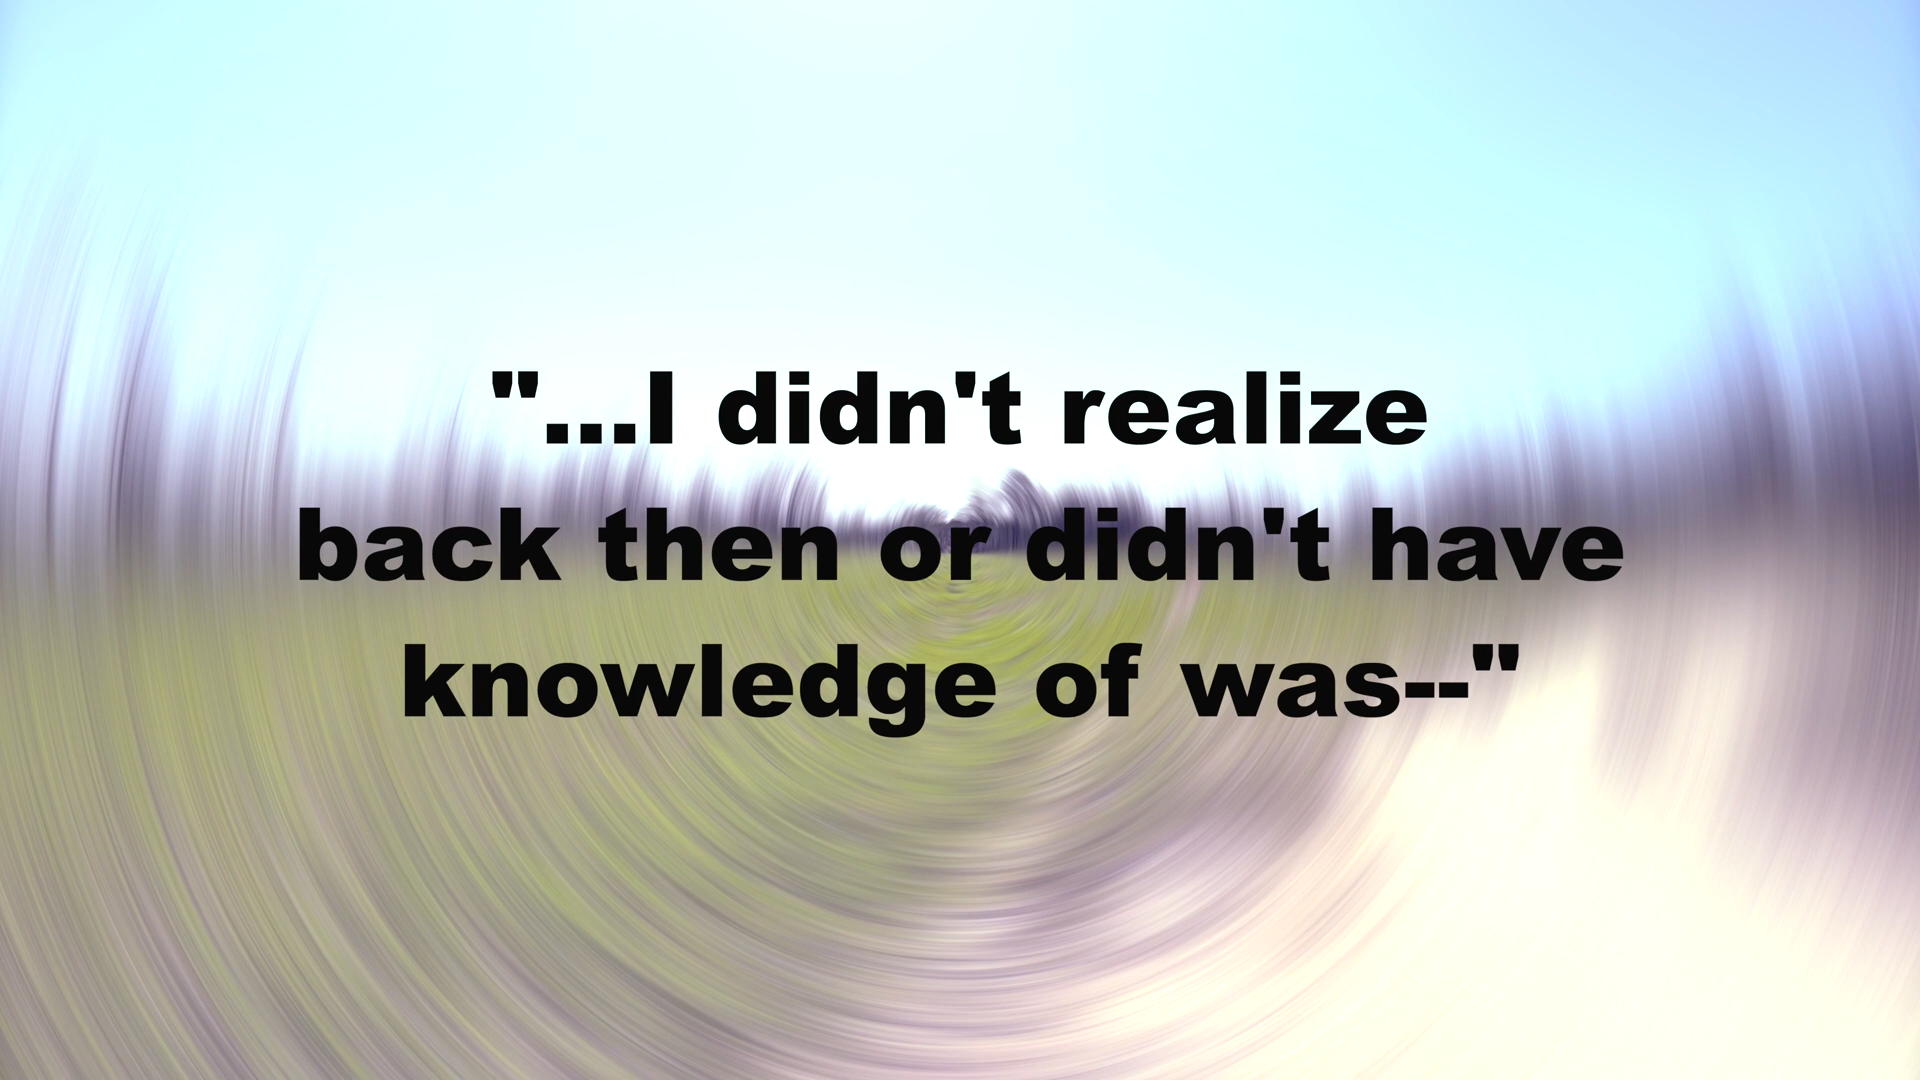 "...I didn't realize
back then or didn't have
knowledge of was--"